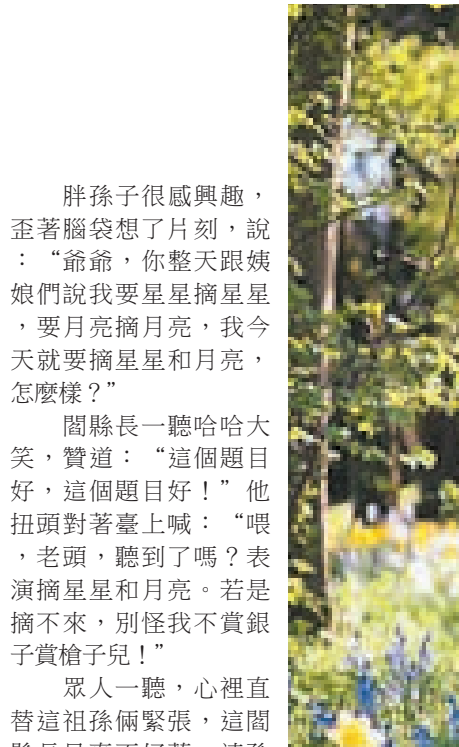 胖孫子很感興趣，
歪著腦袋想了片刻，說
：“爺爺，你整天跟姨
娘們說我要星星摘星星
，要月亮摘月亮，我今
天就要摘星星和月亮，
怎麼樣？”
閻縣長一聽哈哈大
笑，贊道：“這個題目
好，這個題目好！”他
扭頭對著臺上喊：“喂
，老頭，聽到了嗎？表
演摘星星和月亮。若是
摘不來，別怪我不賞銀
子賞槍子兒！”
眾人一聽，心裡直
替這祖孫倆緊張，這閻